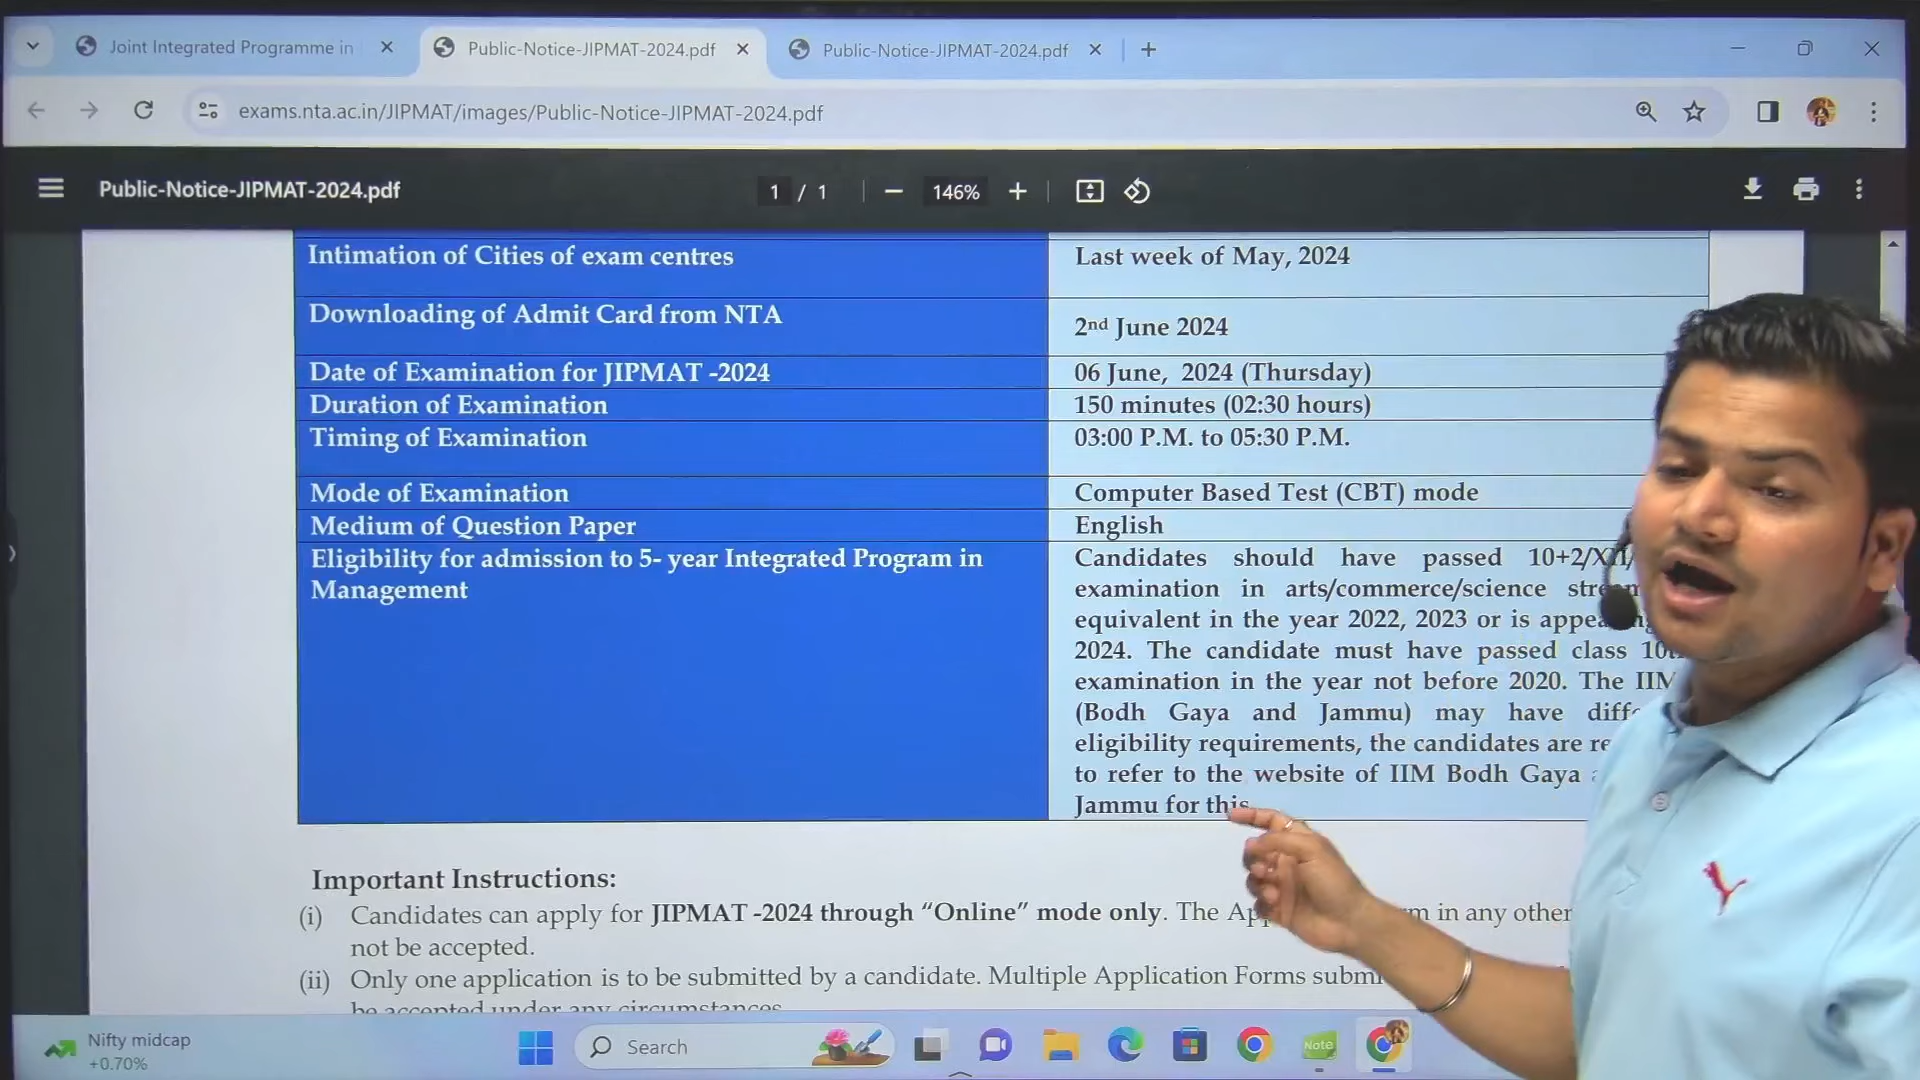 Joint Integrated Programme in
Public-Notice-JIPMAT-2024.pdf
Public-Notice-JIPMAT-2024.pdf
exams.nta.ac.in/JIPMAT/images/Public-Notice-JIPMAT-2024.pdf
Public-Notice-JIPMAT-2024.pdf
1 / 1
146%
Intimation of Cities of exam centres
Last week of May, 2024
Downloading of Admit Card from NTA
2nd June 2024
Date of Examination for JIPMAT -2024
06 June, 2024 (Thursday)
Duration of Examination
150 minutes (02:30 hours)
Timing of Examination
03:00 P.M. to 05:30 P.M.
Mode of Examination
Computer Based Test (CBT) mode
Medium of Question Paper
English
Eligibility for admission to 5- year Integrated Program in
Management
Candidates should have passed
examination in arts/commerce/science
equivalent in the year 2022, 2023 or is
2024. The candidate must have passed class
examination in the year not before 2020. The
(Bodh Gaya and Jammu) may have
eligibility requirements, the candidates are
to refer to the website of IIM Bodh Gaya
Jammu for this.
Important Instructions:
(i) Candidates can apply for JIPMAT -2024 through “Online” mode only. The in any other
not be accepted.
(ii) Only one application is to be submitted by a candidate. Multiple Application Forms
be accepted under any circumstances.
Nifty midcap
+0.70%
Search
Note